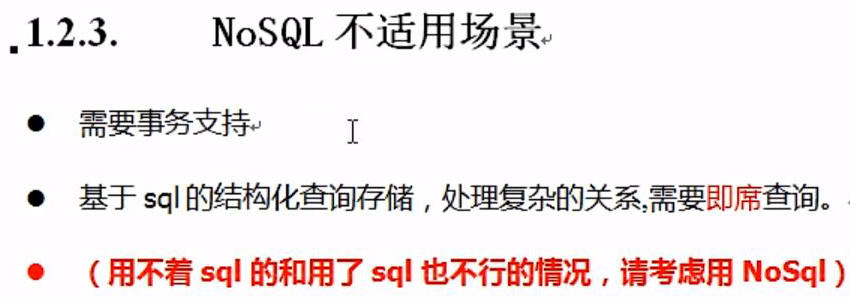 1.2.3. NoSQL 不适用场景
● 需要事务支持
● 基于 sql 的结构化查询存储，处理复杂的关系,需要即席查询。
● （用不着 sql 的和用了 sql 也不行的情况，请考虑用 NoSql）